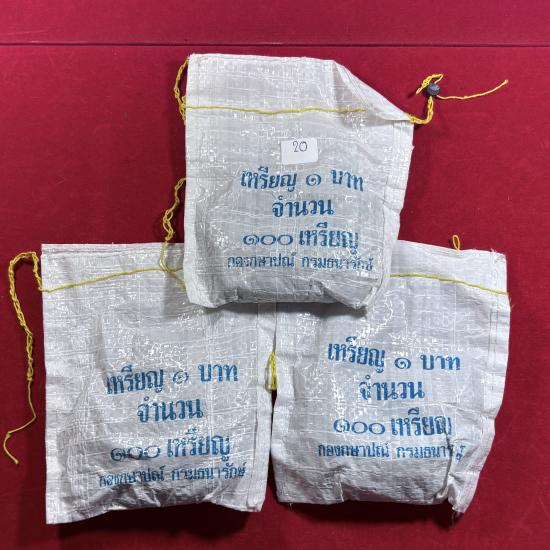 20
เหรียญ ๑ บาท
จำนวน
๑๐๐ เหรียญ
กองกษาปณ์ กรมธนารักษ์
เหรียญ ๑ บาท
จำนวน
๑๐๐ เหรียญ
กองกษาปณ์ กรมธนารักษ์
เหรียญ ๑ บาท
จำนวน
๑๐๐ เหรียญ
กองกษาปณ์ กรมธนารักษ์